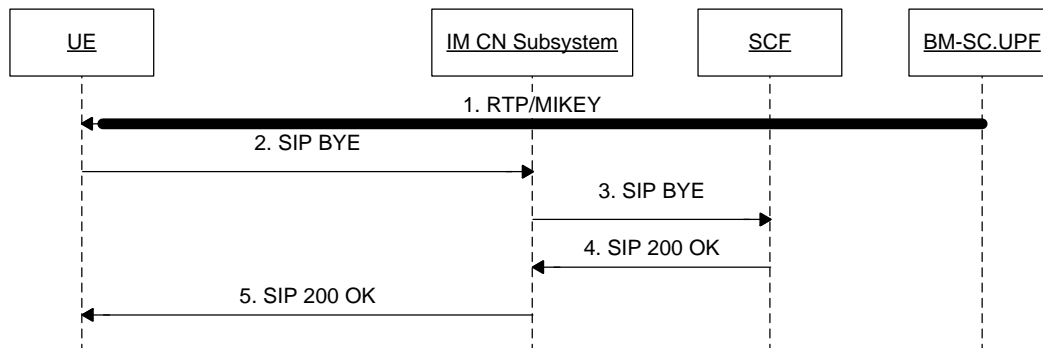 UE
IM CN Subsystem
SCF
BM-SC.UPF
1. RTP/MIKEY
2. SIP BYE
3. SIP BYE
4. SIP 200 OK
5. SIP 200 OK